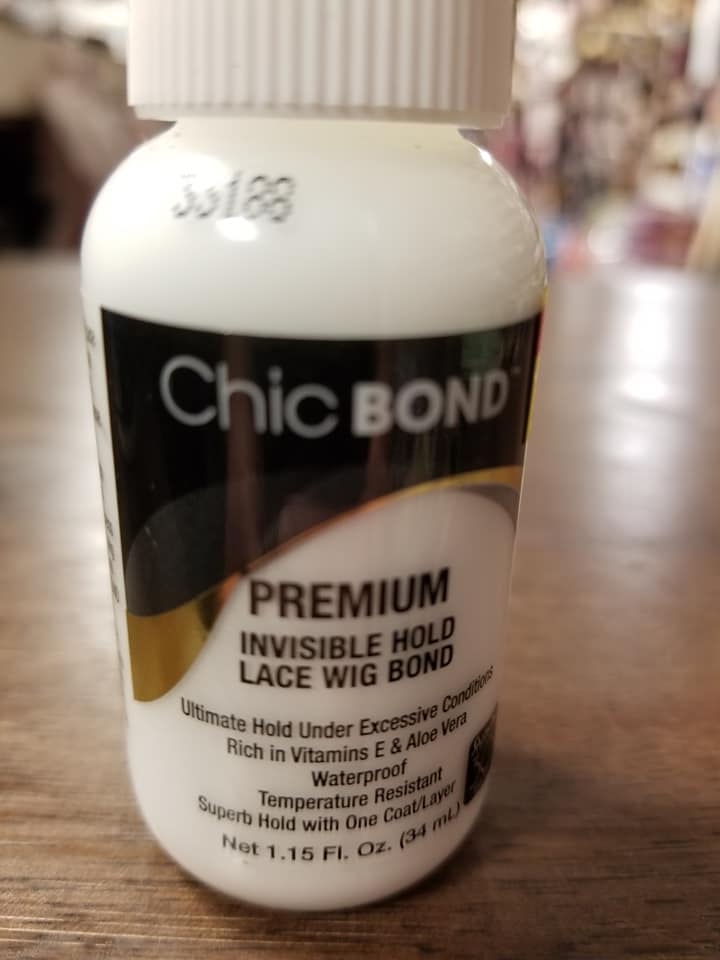 33188
Chic BOND™
PREMIUM
INVISIBLE HOLD
LACE WIG BOND
Ultimate Hold Under Excessive Conditions
Rich in Vitamins E & Aloe Vera
Waterproof
Temperature Resistant
Superb Hold with One Coat/Layer
Net 1.15 Fl. Oz. (34 mL)